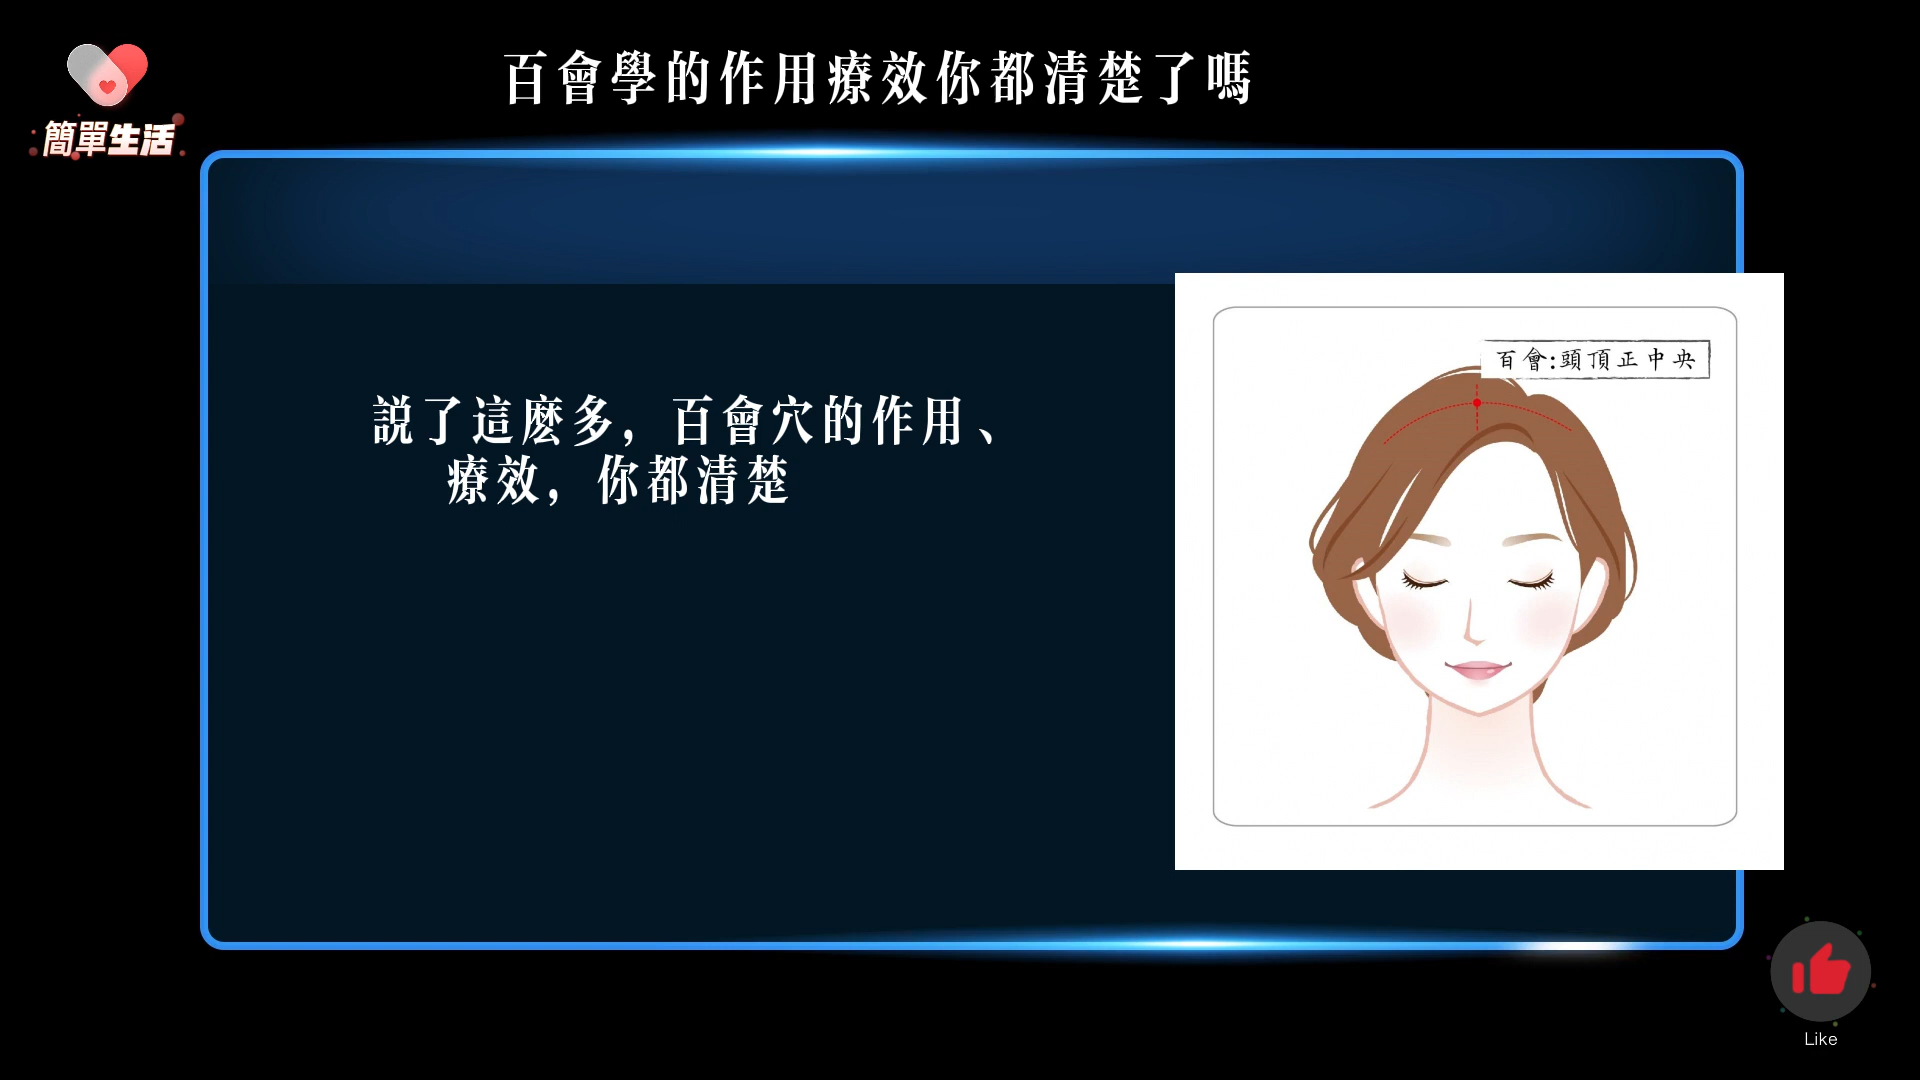 百會學的作用療效你都清楚了嗎
簡單生活
百會:頭頂正中央
説了這麽多，百會穴的作用、
療效，你都清楚
Like